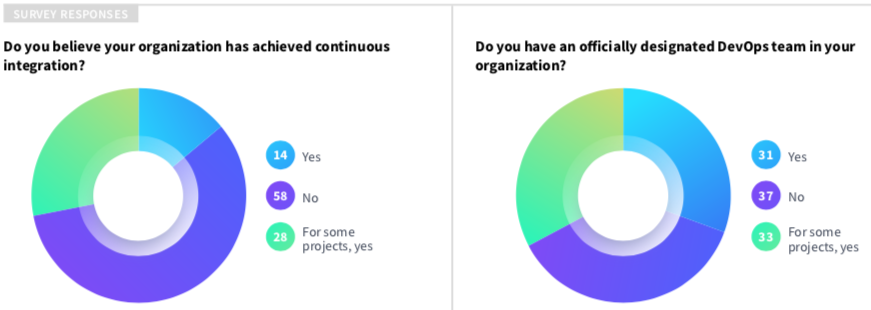 SURVEY RESPONSES
Do you believe your organization has achieved continuous
integration?
14 Yes
58 No
28 For some
projects, yes
Do you have an officially designated DevOps team in your
organization?
31 Yes
37 No
33 For some
projects, yes